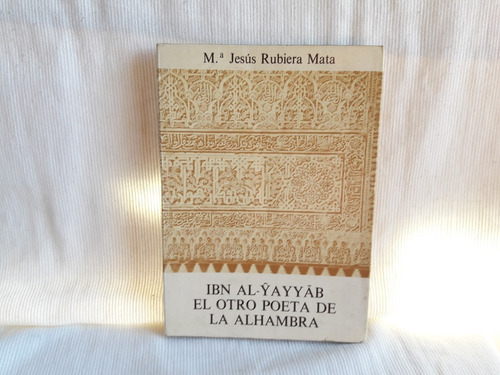 M.ª Jesús Rubiera Mata
IBN AL-ŶAYYĀB
EL OTRO POETA DE
LA ALHAMBRA